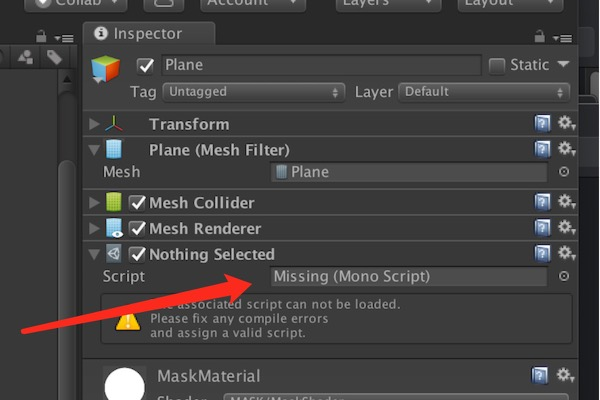 Collab
Account
Layers
Layout
Inspector
Plane
Static
Tag Untagged Layer Default
Transform
Plane (Mesh Filter)
Mesh Plane
Mesh Collider
Mesh Renderer
Nothing Selected
Script Missing (Mono Script)
associated script can not be loaded.
Please fix any compile errors
and assign a valid script.
MaskMaterial
Shader MASK/MaskShader